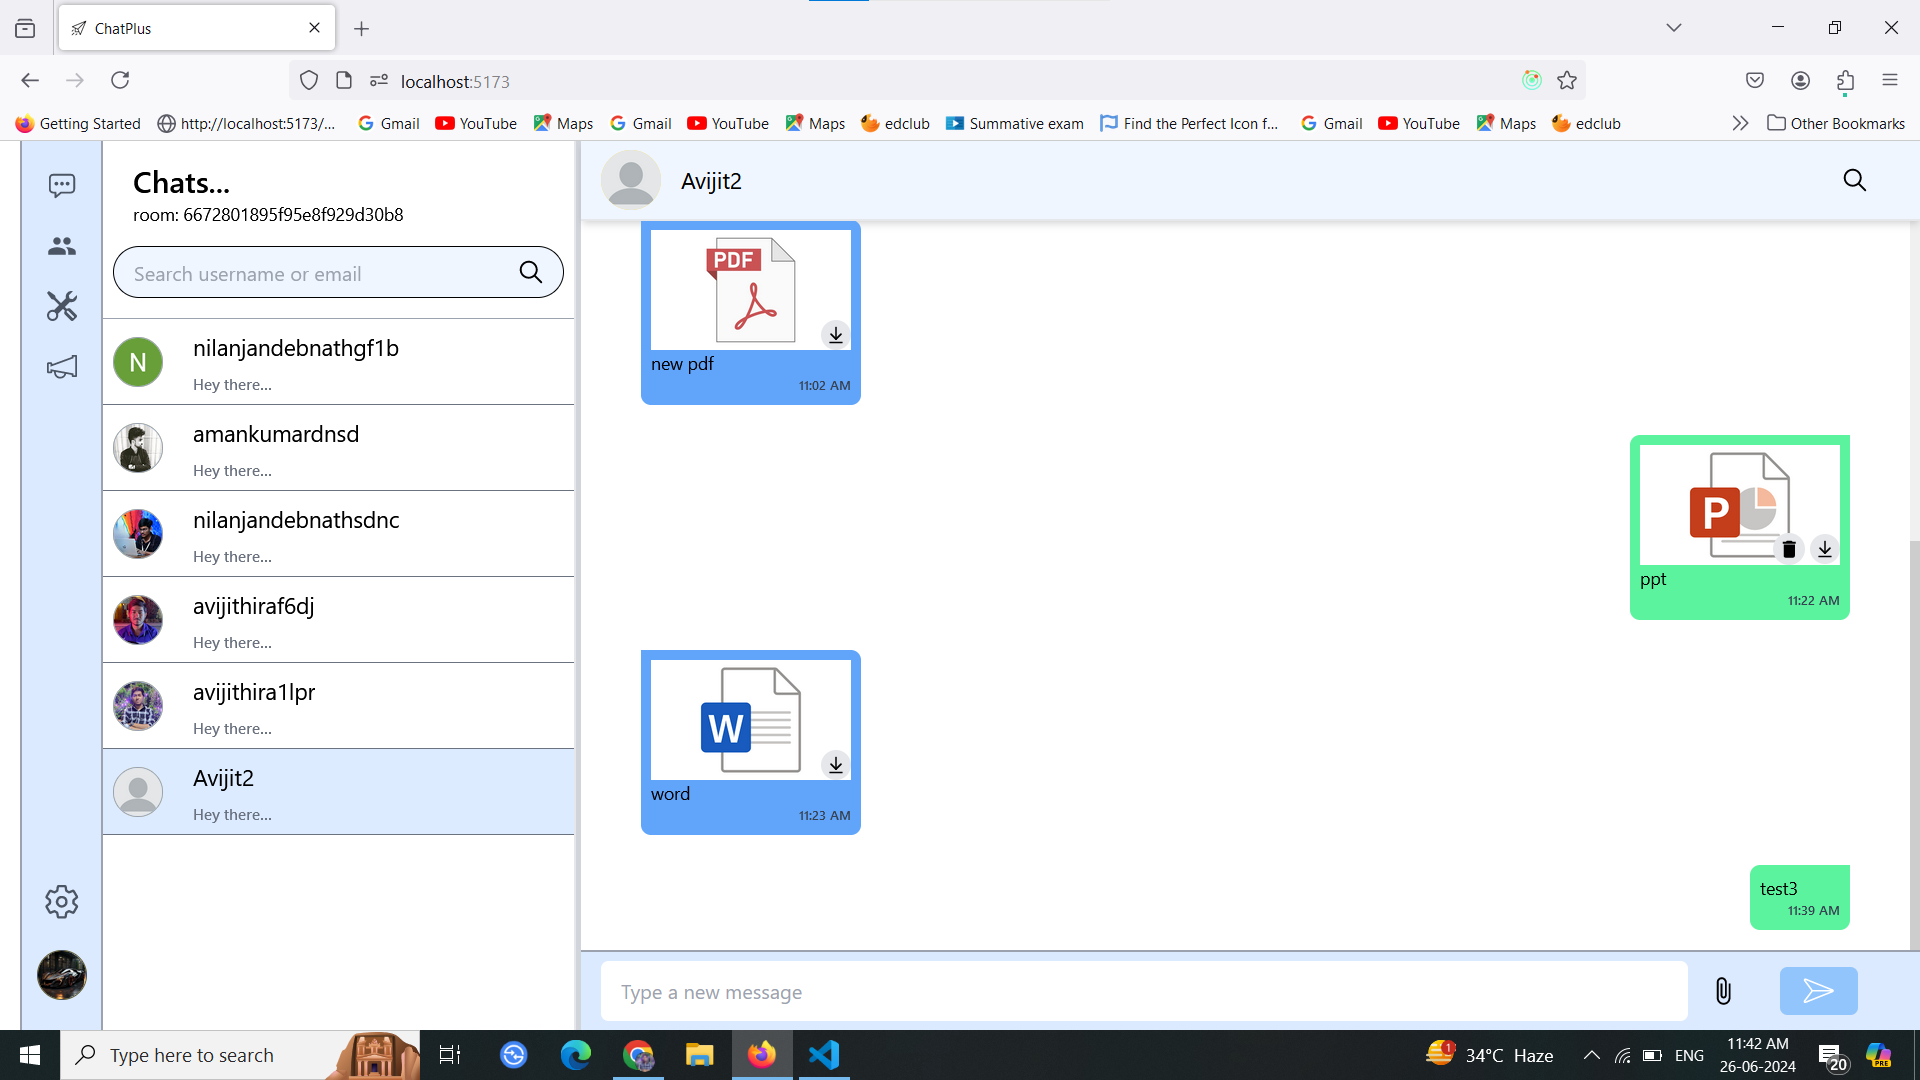 ChatPlus
localhost:5173
Getting Started
http://localhost:5173/...
Gmail
YouTube
Maps
Gmail
YouTube
Maps
edclub
Summative exam
Find the Perfect Icon f...
Gmail
YouTube
Maps
edclub
Other Bookmarks
Chats...
room: 6672801895f95e8f929d30b8
Search username or email
N
nilanjandebnathgf1b
Hey there...
amankumardnsd
Hey there...
nilanjandebnathsdnc
Hey there...
avijithiraf6dj
Hey there...
avijithira1lpr
Hey there...
Avijit2
Hey there...
Avijit2
PDF
new pdf
11:02 AM
P
ppt
11:22 AM
W
word
11:23 AM
test3
11:39 AM
Type a new message
Type here to search
1
34°C Haze
ENG
11:42 AM
26-06-2024
20
PRE